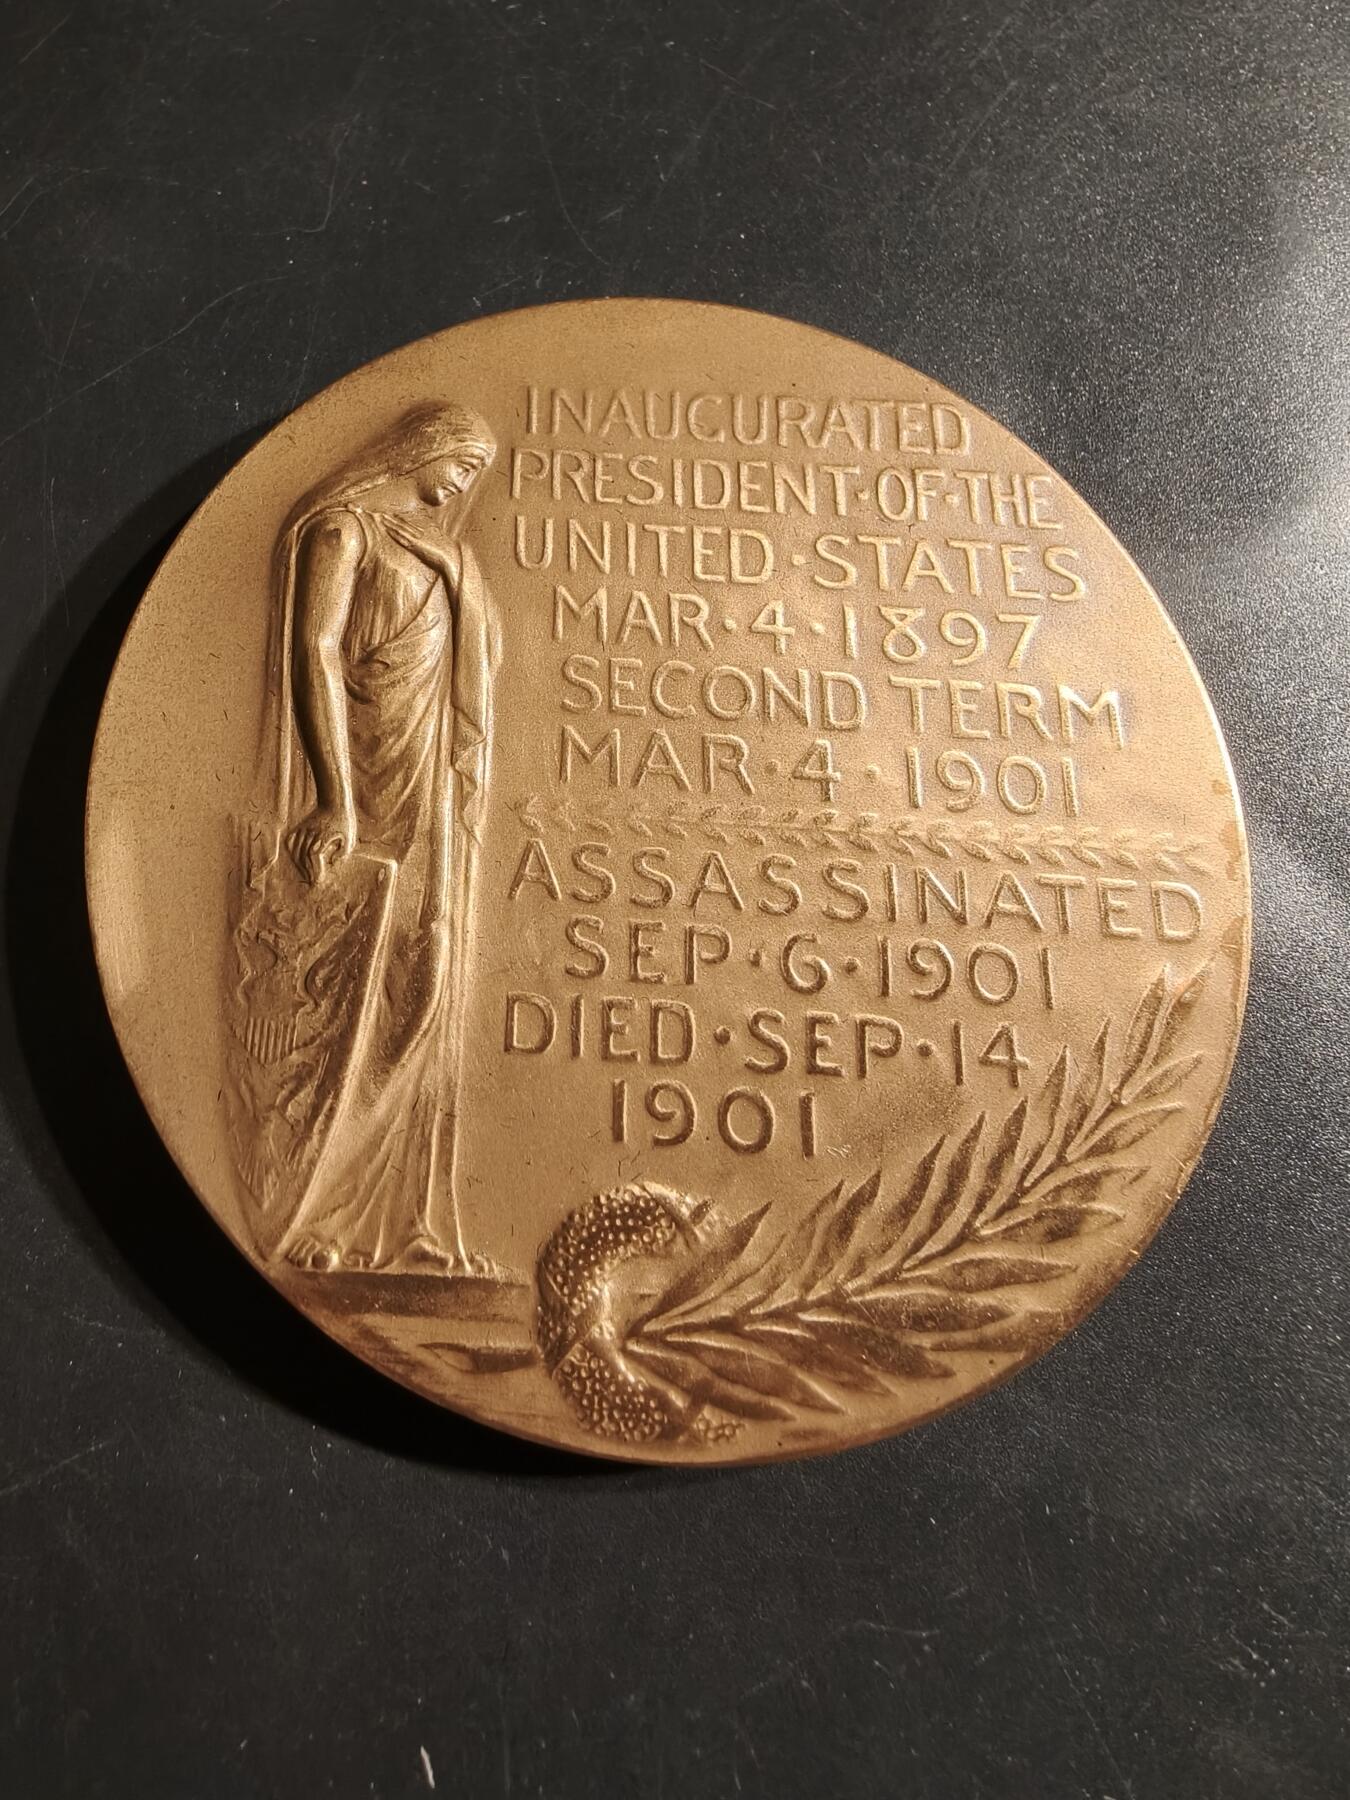 INAUGURATED
PRESIDENT·OF·THE
UNITED·STATES
MAR·4·1897
SECOND TERM
MAR·4·1901
ASSASSINATED
SEP·6·1901
DIED·SEP·14
1901